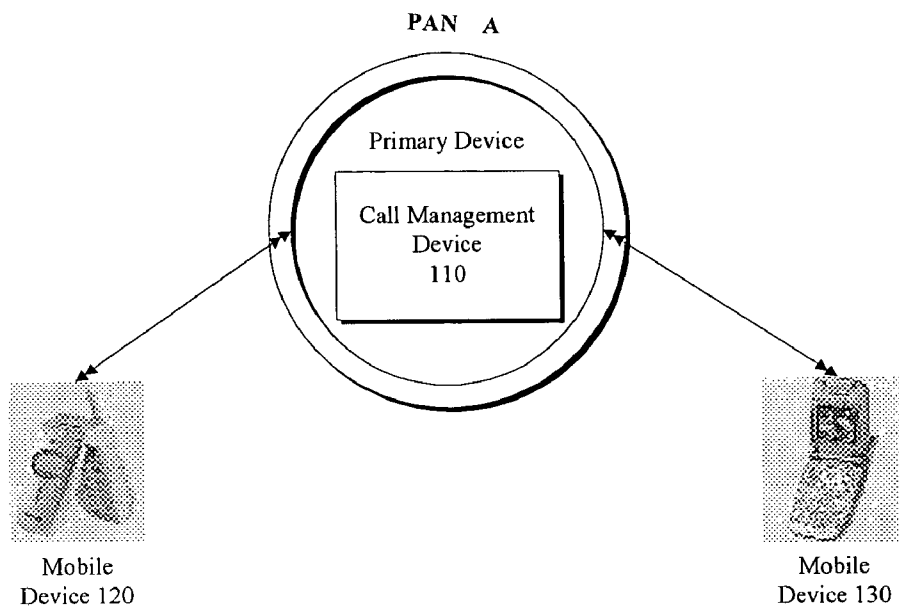 PAN A
Primary Device
Call Management
Device
110
Mobile
Device 120
Mobile
Device 130